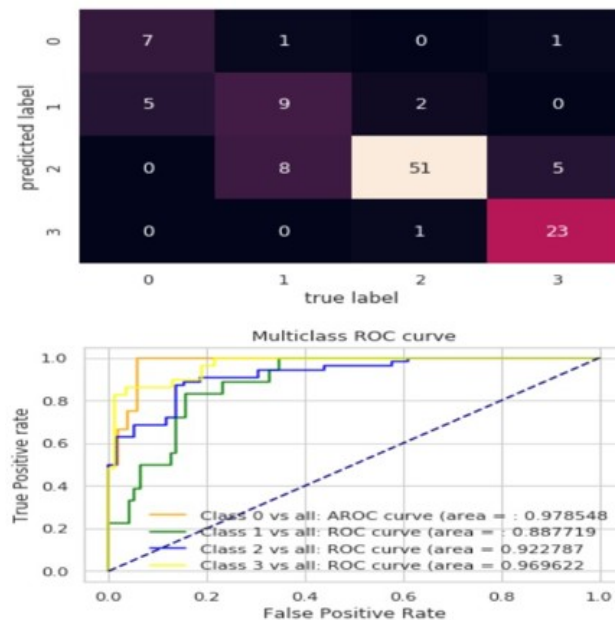 0 7 1 0 1
1 5 9 2 0
predicted label
2 0 8 51 5
3 0 0 1 23
0 1 2 3
true label
Multiclass ROC curve
1.0
0.8
0.6
0.4
0.2
0.0
True Positive rate
Class 0 vs all: AROC curve (area = : 0.978548
Class 1 vs all: ROC curve (area = : 0.887719
Class 2 vs all: ROC curve (area = 0.922787
Class 3 vs all: ROC curve (area = 0.969622
0.0 0.2 0.4 0.6 0.8 1.0
False Positive Rate